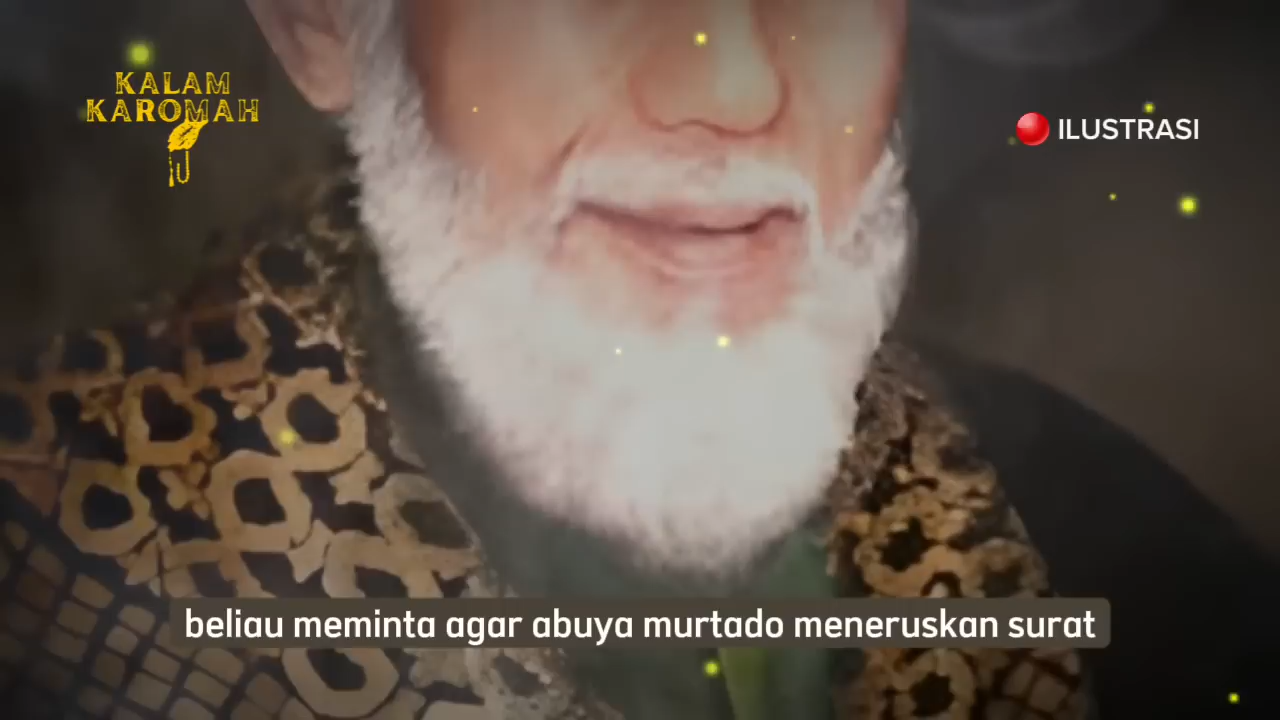 KALAM
KAROMAH
ILUSTRASI
beliau meminta agar abuya murtado meneruskan surat